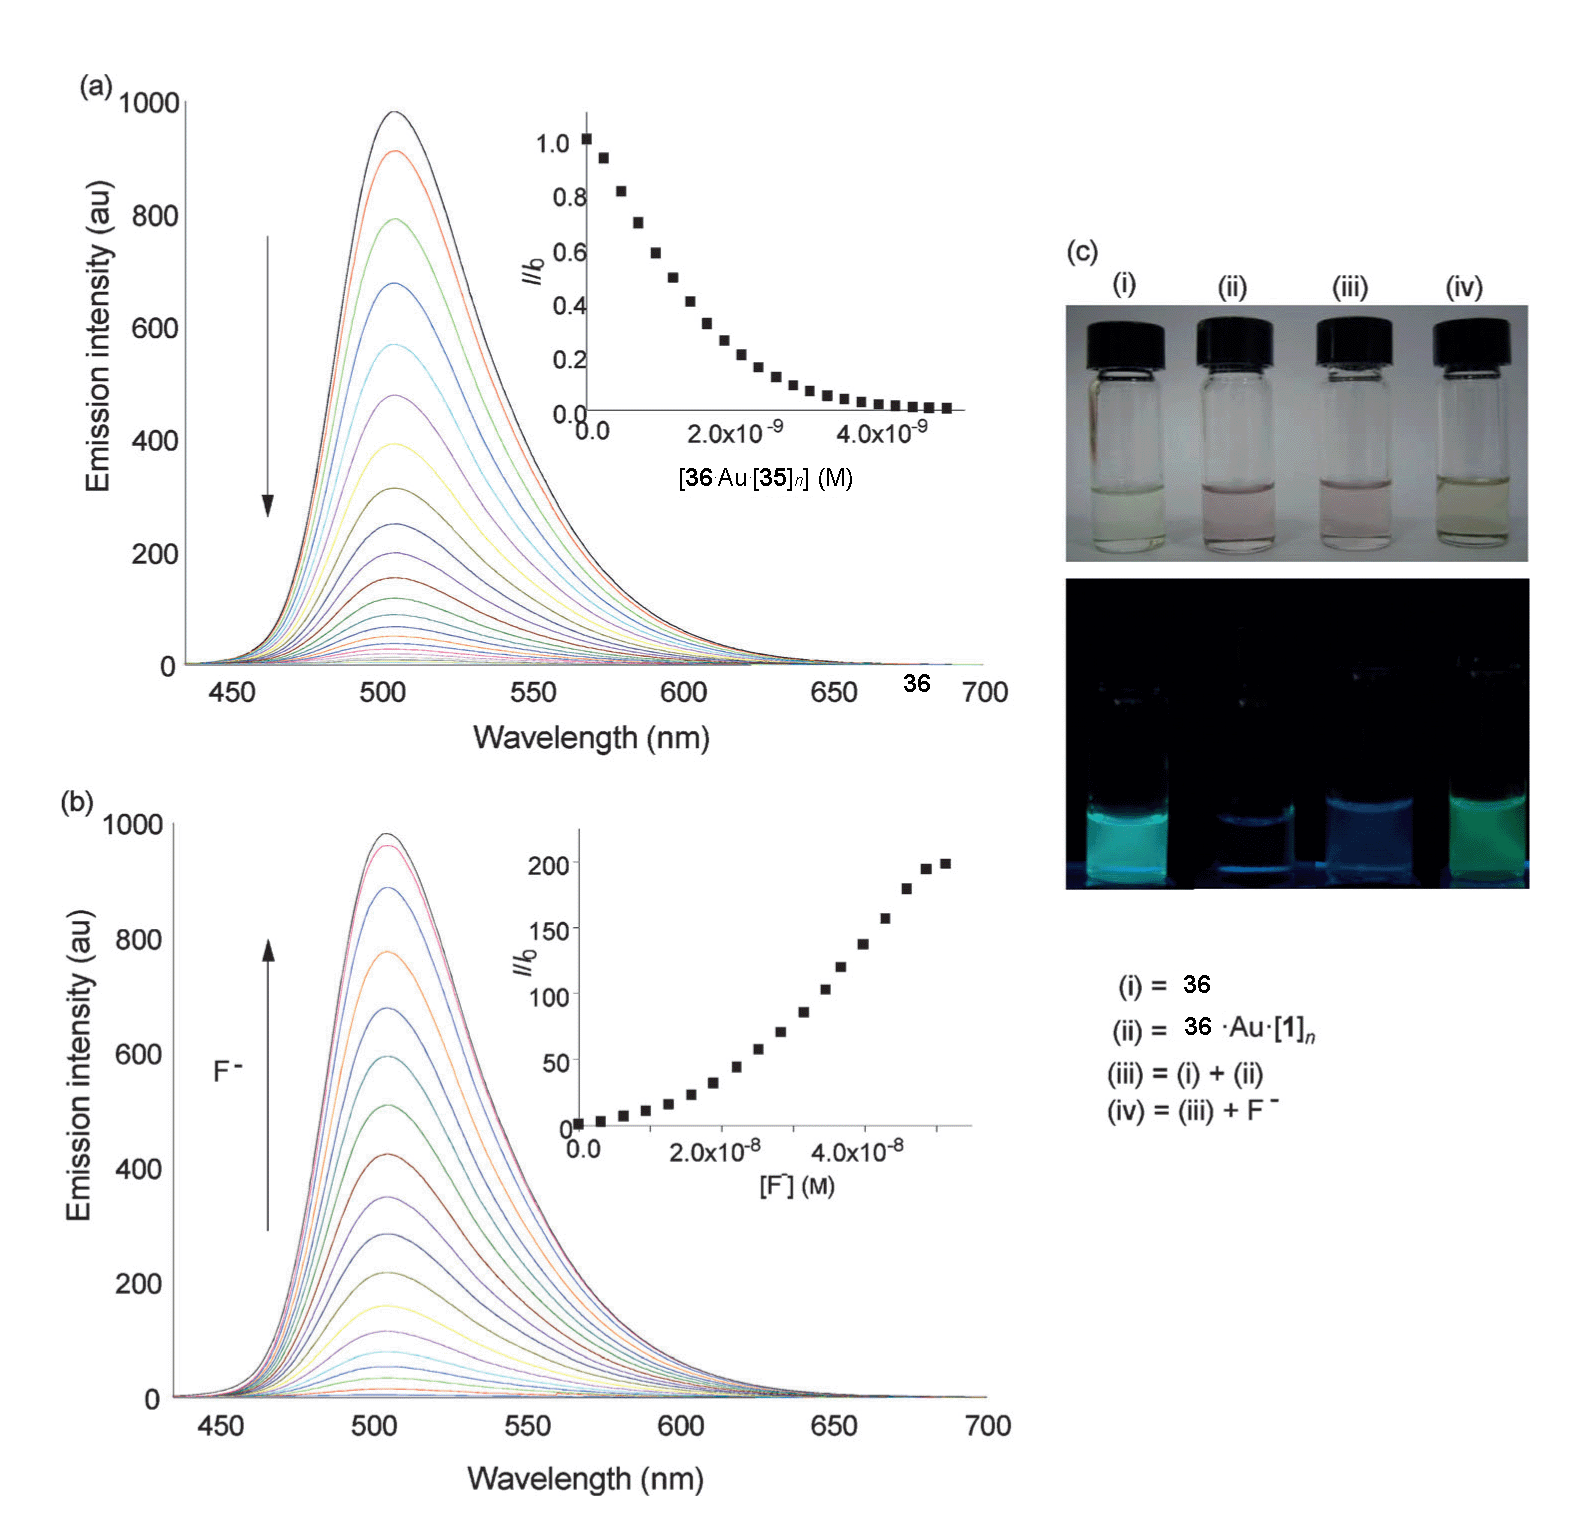 (a)
1000
800
600
400
200
0
Emission intensity (au)
450 500 550 600 650 700
36
Wavelength (nm)
1.0
0.8
0.6
0.4
0.2
0.0
I/I0
0.0 2.0x10-9 4.0x10-9
[36·Au·[35]n] (M)
(b)
1000
800
600
400
200
0
Emission intensity (au)
F-
450 500 550 600 650 700
Wavelength (nm)
200
150
100
50
0
I/I0
0.0 2.0x10-8 4.0x10-8
[F-] (M)
(c)
(i) (ii) (iii) (iv)
(i) = 36
(ii) = 36 ·Au·[1]n
(iii) = (i) + (ii)
(iv) = (iii) + F-